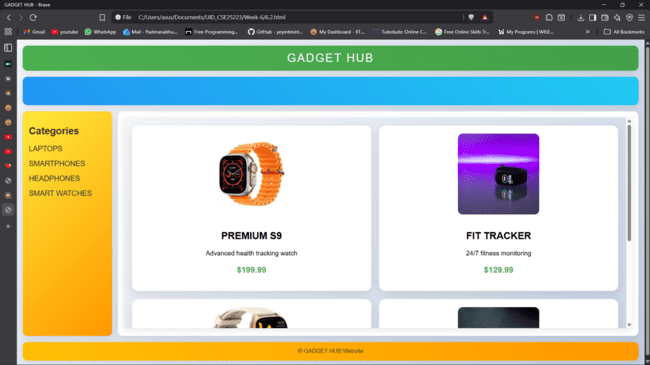 GADGET HUB - Brave
File C:/Users/asus/Documents/UID_CSE25223/Week-6/6.2.html
Gmail youtube WhatsApp Mail - Padmanabhu... Free Programming... GitHub - yeyintminth... My Dashboard - IIT ... Tutedude: Online C... Free Online Skills Tr... My Programs | WISE... » All Bookmarks
GADGET HUB
Categories
LAPTOPS
SMARTPHONES
HEADPHONES
SMART WATCHES
PREMIUM S9
Advanced health tracking watch
$199.99
FIT TRACKER
24/7 fitness monitoring
$129.99
© GADGET HUB Website